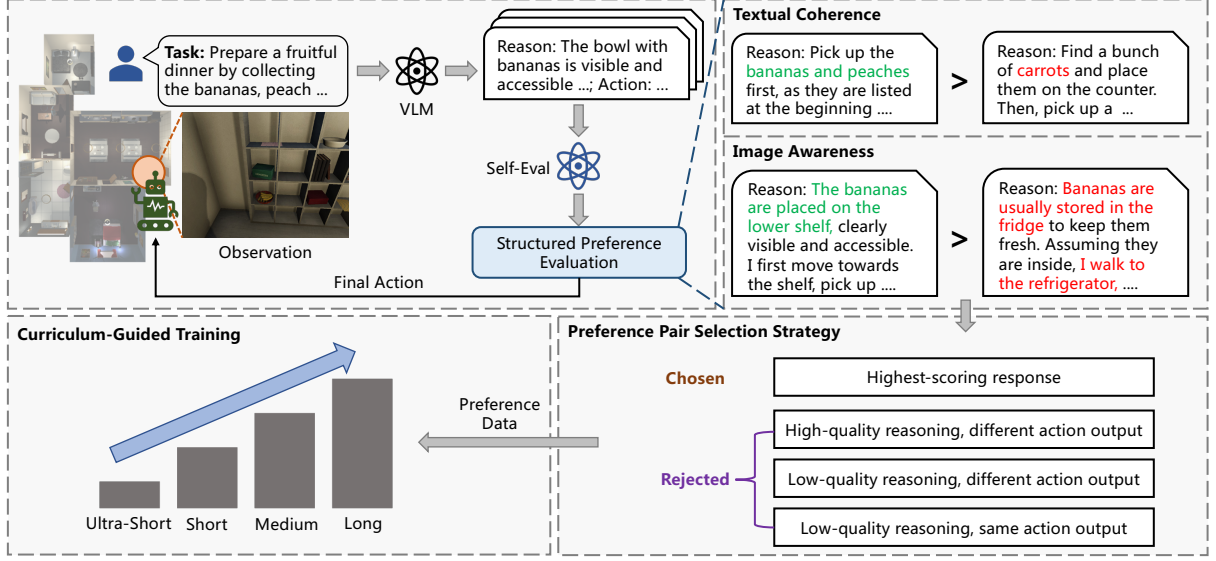 Task: Prepare a fruitful
dinner by collecting
the bananas, peach ...
VLM
Reason: The bowl with
bananas is visible and
accessible ...; Action: ...
Self-Eval
Observation
Structured Preference
Evaluation
Final Action
Textual Coherence
Reason: Pick up the
bananas and peaches
first, as they are listed
at the beginning ....
>
Reason: Find a bunch
of carrots and place
them on the counter.
Then, pick up a ...
Image Awareness
Reason: The bananas
are placed on the
lower shelf, clearly
visible and accessible.
I first move towards
the shelf, pick up ....
>
Reason: Bananas are
usually stored in the
fridge to keep them
fresh. Assuming they
are inside, I walk to
the refrigerator, ....
Curriculum-Guided Training
Ultra-Short
Short
Medium
Long
Preference
Data
Preference Pair Selection Strategy
Chosen
Highest-scoring response
Rejected
High-quality reasoning, different action output
Low-quality reasoning, different action output
Low-quality reasoning, same action output